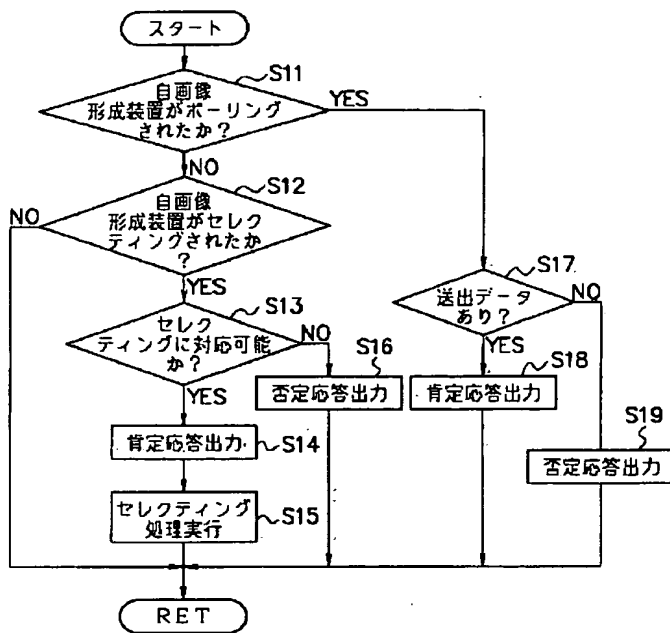 スタート
S11
自画像
形成装置がポーリング
されたか？
YES
NO
S12
自画像
形成装置がセレク
ティングされたか
？
NO
YES
S13
セレク
ティングに対応可能
か？
NO
YES
S14
肯定応答出力
S15
セレクティング
処理実行
S16
否定応答出力
S17
送出データ
あり？
NO
YES
S18
肯定応答出力
S19
否定応答出力
RET